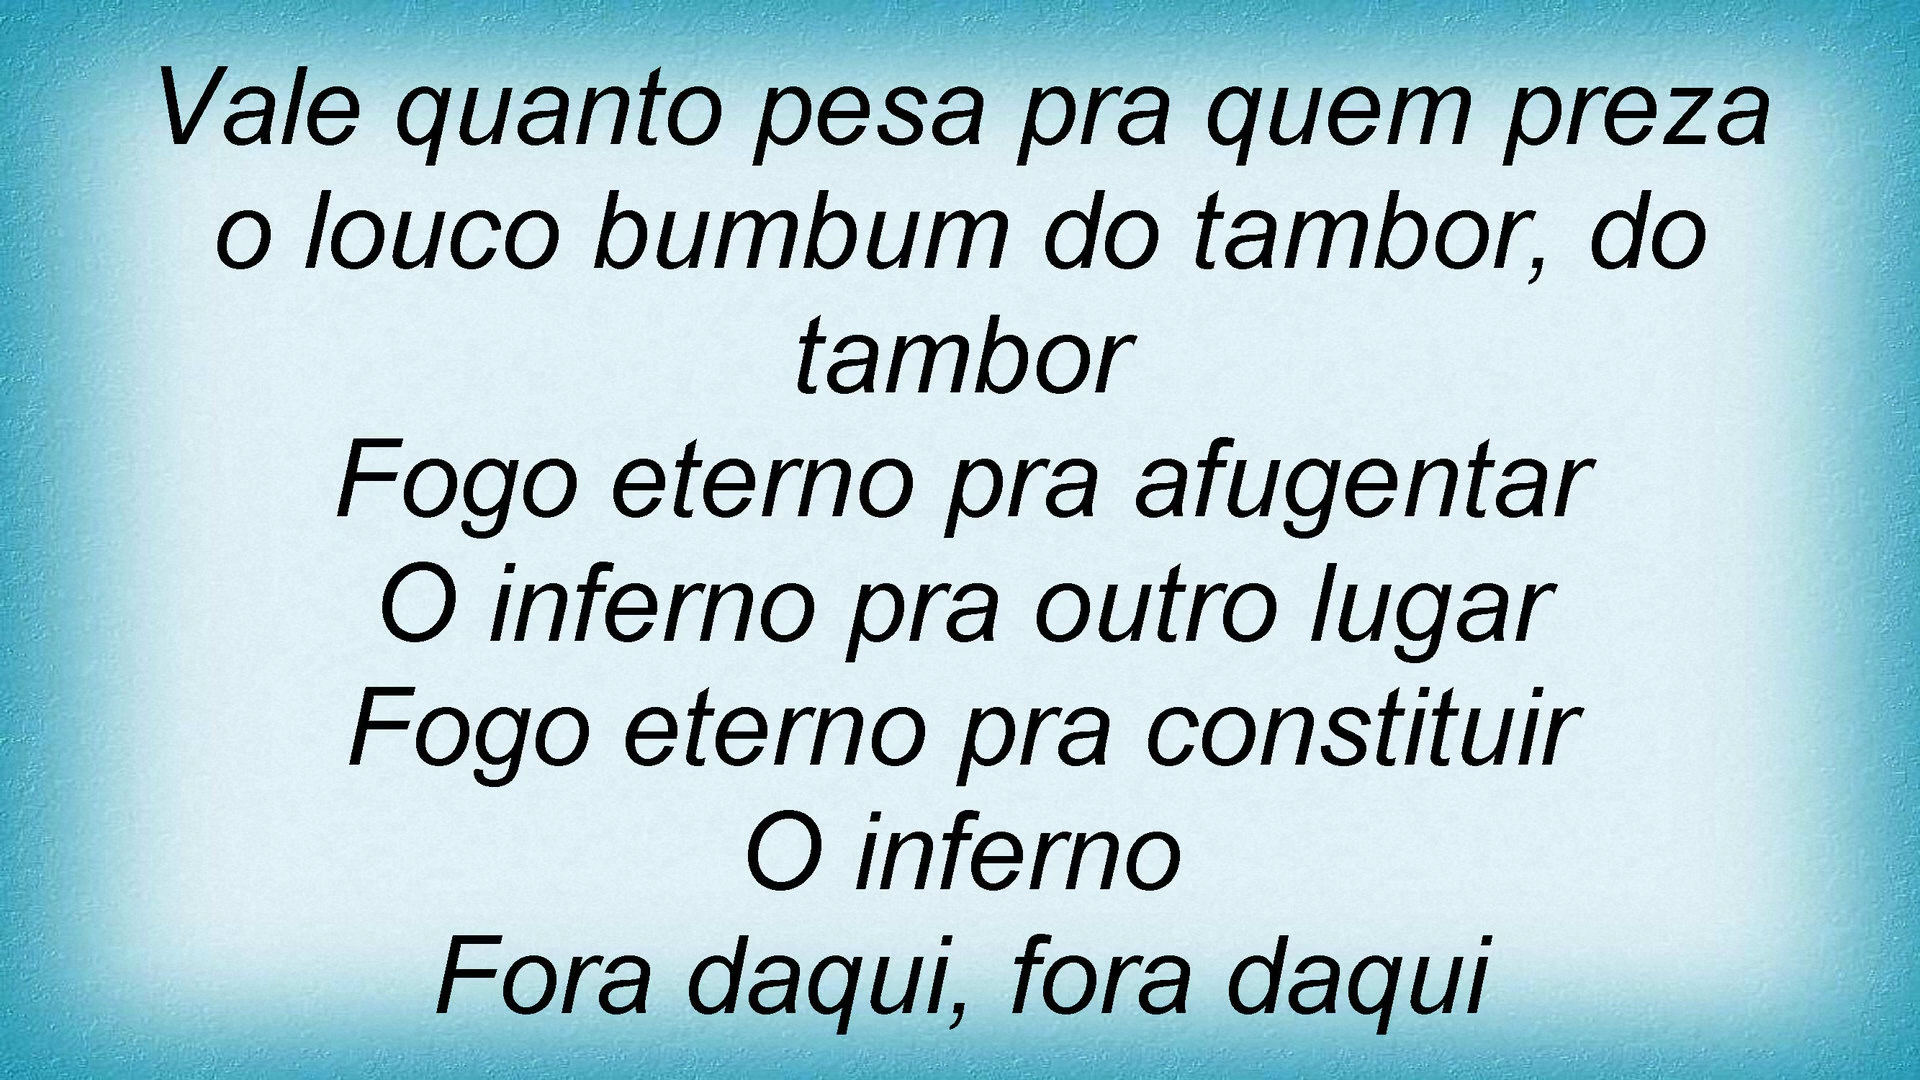 Vale quanto pesa pra quem preza
o louco bumbum do tambor, do
tambor
Fogo eterno pra afugentar
O inferno pra outro lugar
Fogo eterno pra constituir
O inferno
Fora daqui, fora daqui